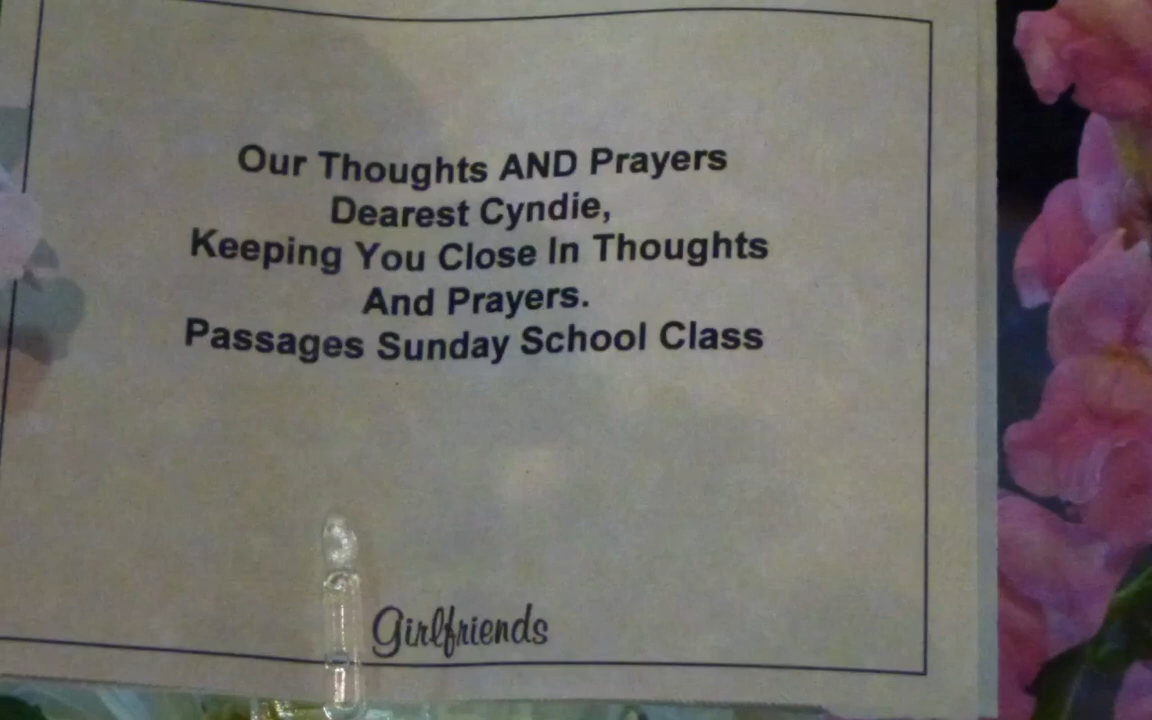 Our Thoughts AND Prayers
Dearest Cyndie,
Keeping You Close In Thoughts
And Prayers.
Passages Sunday School Class
Girlfriends